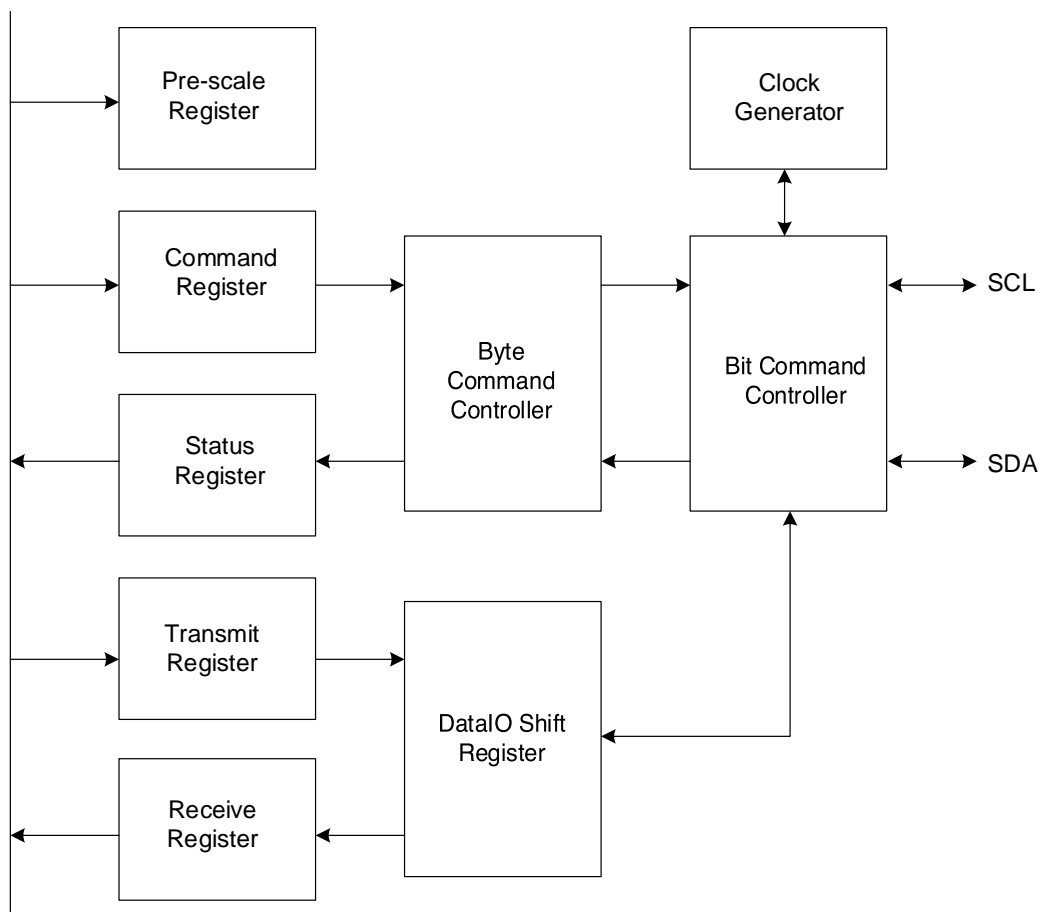 Pre-scale
Register
Clock
Generator
Command
Register
SCL
Byte
Command
Controller
Bit Command
Controller
Status
Register
SDA
Transmit
Register
DataIO Shift
Register
Receive
Register